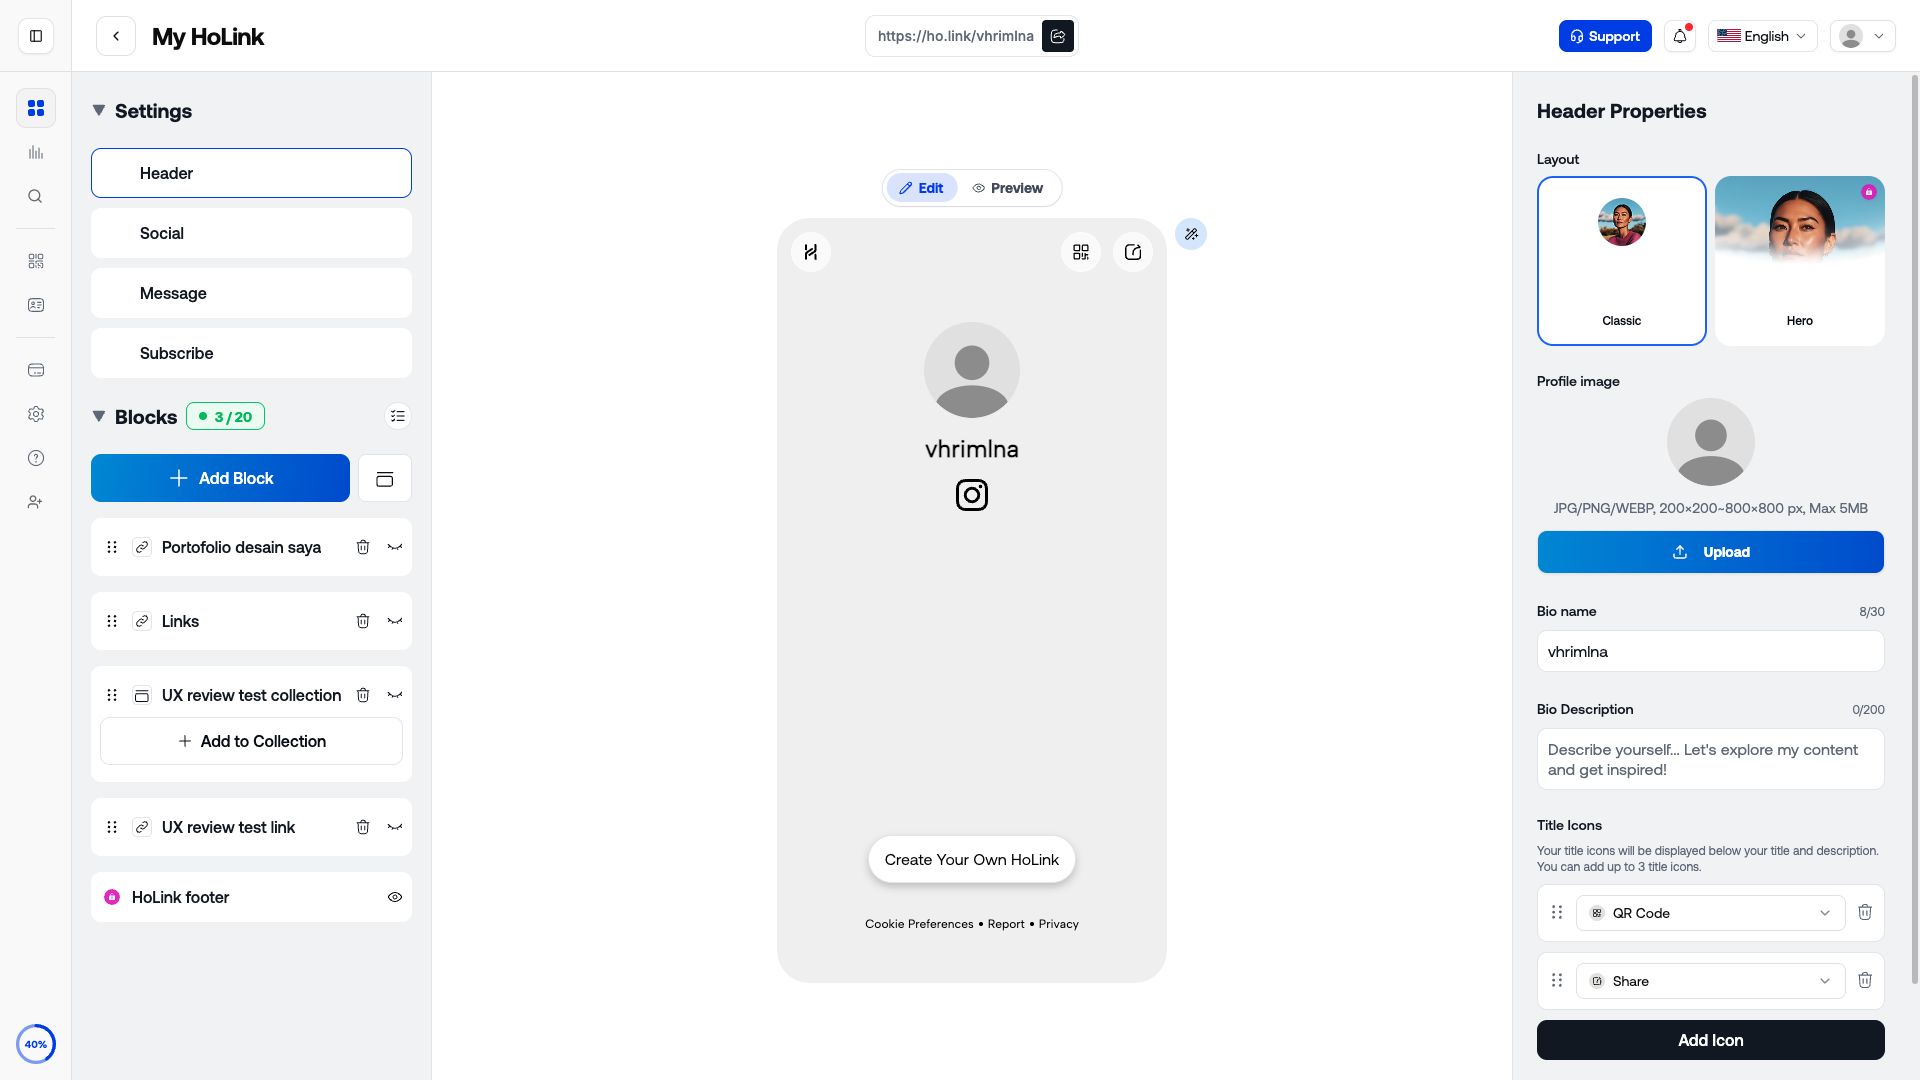 My HoLink
https://ho.link/vhrimlna
Support
English
Settings
Header
Social
Message
Subscribe
Blocks
3 / 20
Add Block
Portofolio desain saya
Links
UX review test collection
Add to Collection
UX review test link
HoLink footer
40%
Edit
Preview
vhrimlna
Create Your Own HoLink
Cookie Preferences • Report • Privacy
Header Properties
Layout
Classic
Hero
Profile image
JPG/PNG/WEBP, 200×200~800×800 px, Max 5MB
Upload
Bio name
8/30
vhrimlna
Bio Description
0/200
Describe yourself... Let's explore my content
and get inspired!
Title Icons
Your title icons will be displayed below your title and description.
You can add up to 3 title icons.
QR Code
Share
Add Icon